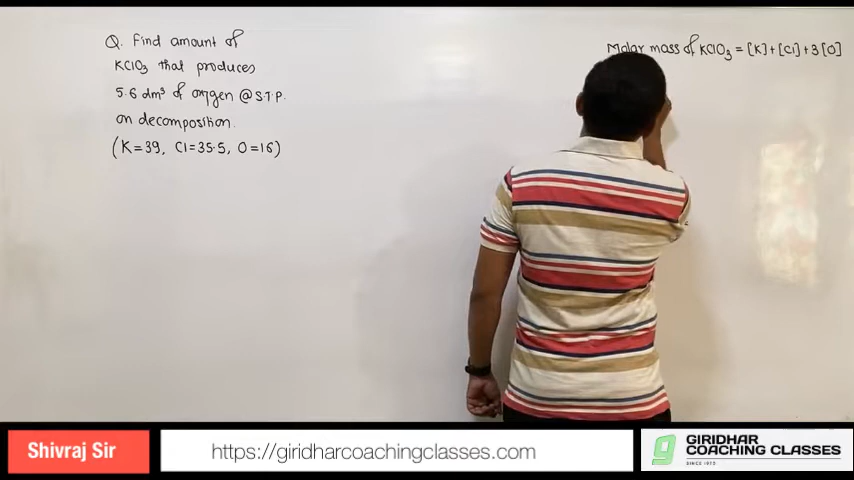 Q. Find amount of
KClO₃ that produces
5.6 dm³ of oxygen @ S.T.P.
on decomposition.
(K=39, Cl=35.5, O=16)
Molar mass of KClO₃ = [K]+[Cl]+3[O]
Shivraj Sir
https://giridharcoachingclasses.com
GIRIDHAR
COACHING CLASSES
SINCE 1972